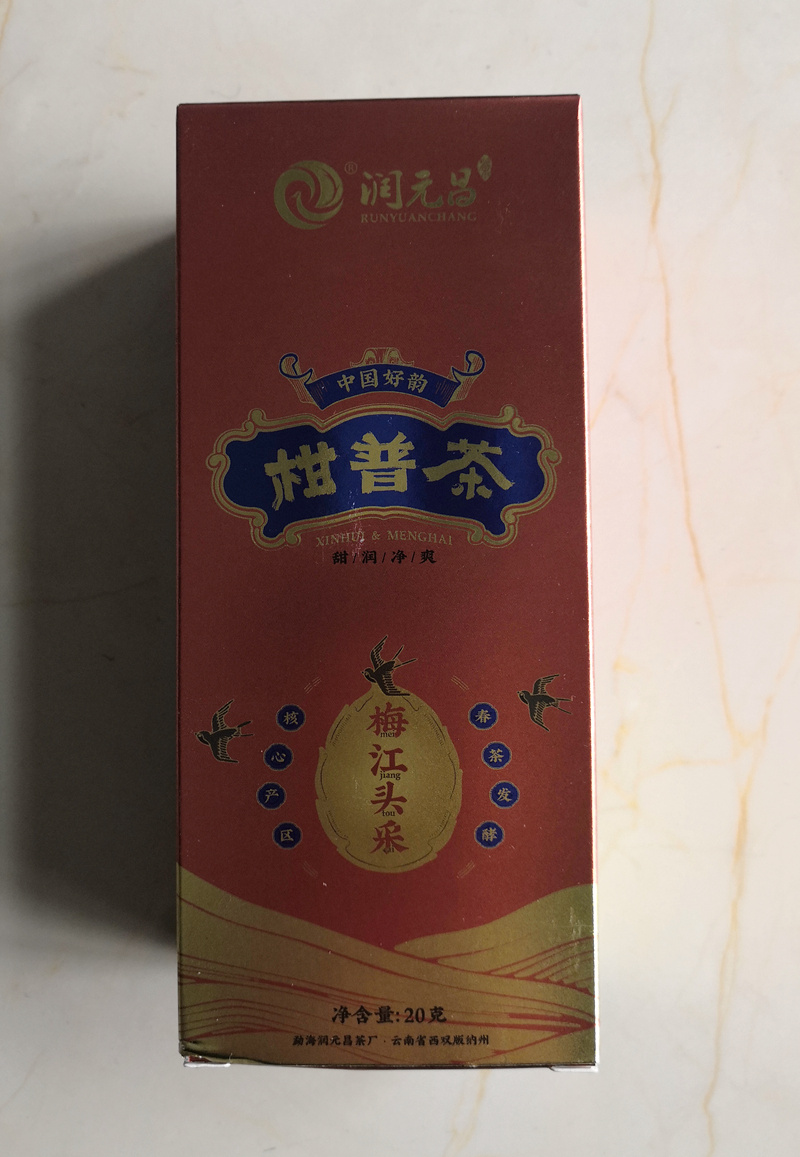 ® 润元昌
RUNYUANCHANG
中国好韵
柑普茶
XINHUI & MENGHAI
甜/润/净/爽
核心产区
梅江头采
mei
jiang
tou
春茶发酵
净含量:20克
勐海润元昌茶厂·云南省西双版纳州